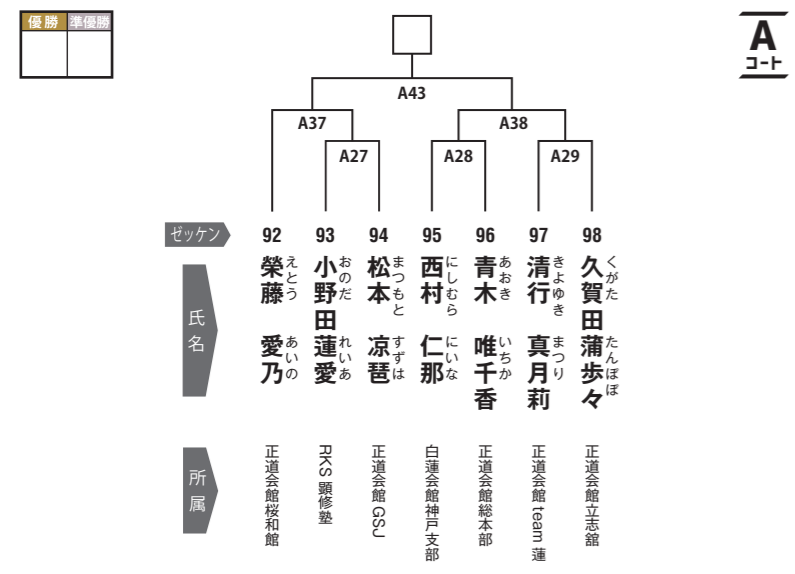 優勝 準優勝
A
コート
A43
A37 A38
A27 A28 A29
ゼッケン 92 93 94 95 96 97 98
氏名
榮藤 愛乃
えとう あいの
小野田 蓮愛
おのだ れいあ
松本 凉琶
まつもと すずは
西村 仁那
にしむら にいな
青木 唯千香
あおき いちか
清行 真月莉
きよゆき まつり
久賀田 蒲歩々
くがた たんぽぽ
所属
正道会館桜和館
RKS 顕修塾
正道会館 GSJ
白蓮会館神戸支部
正道会館総本部
正道会館 team 蓮
正道会館立志舘